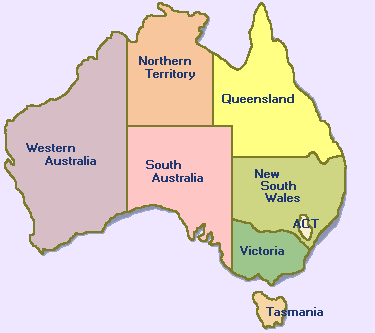 Northern
Territory
Queensland
Western
Australia
South
Australia
New
South
Wales
ACT
Victoria
Tasmania